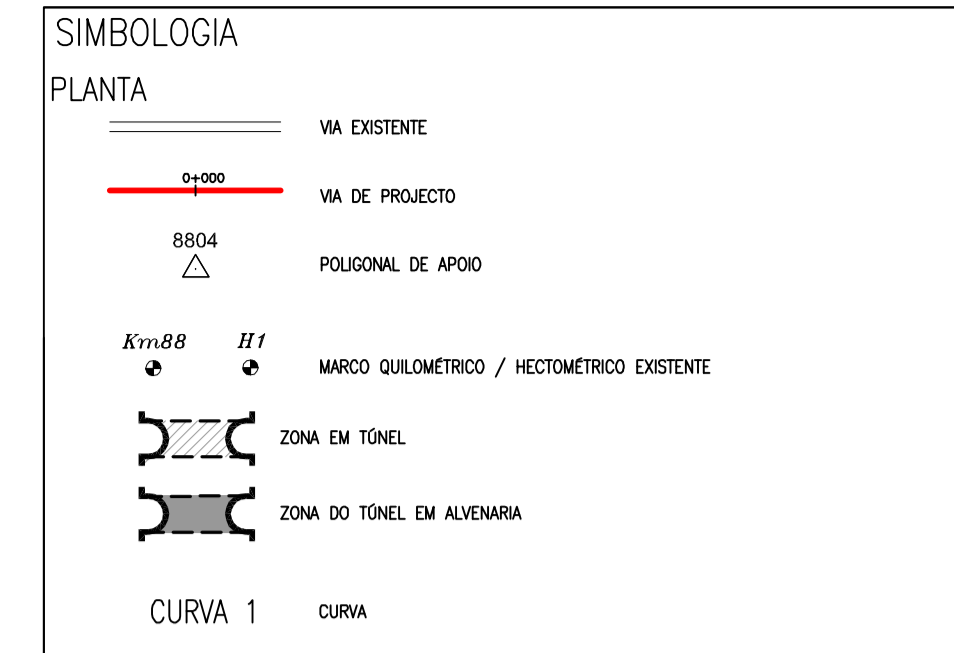 SIMBOLOGIA
PLANTA
VIA EXISTENTE
0+000
VIA DE PROJECTO
8804
POLIGONAL DE APOIO
Km88 H1
MARCO QUILOMÉTRICO / HECTOMÉTRICO EXISTENTE
ZONA EM TÚNEL
ZONA DO TÚNEL EM ALVENARIA
CURVA 1 CURVA